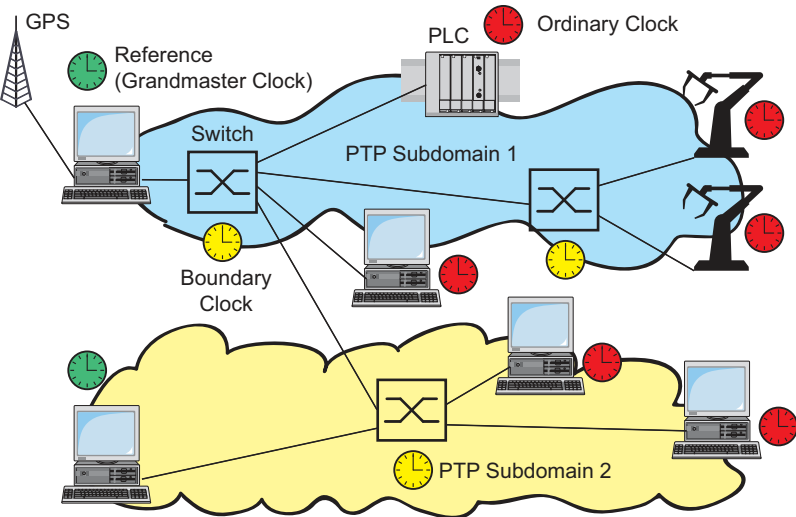 GPS
Reference
(Grandmaster Clock)
PLC
Ordinary Clock
Switch
PTP Subdomain 1
Boundary
Clock
PTP Subdomain 2